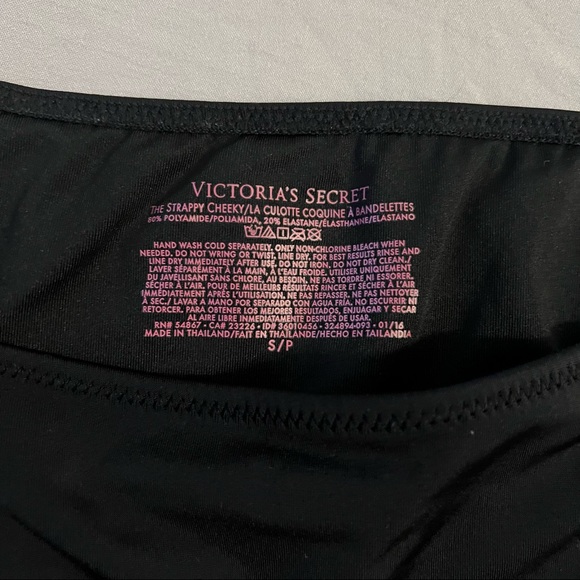 VICTORIA'S SECRET
THE STRAPPY CHEEKY/LA CULOTTE COQUINE À BANDELETTES
80% POLYAMIDE/POLIAMIDA, 20% ELASTANE/ÉLASTHANNE/ELASTANO
HAND WASH COLD SEPARATELY. ONLY NON-CHLORINE BLEACH WHEN
NEEDED. DO NOT WRING OR TWIST. LINE DRY. FOR BEST RESULTS RINSE AND
LINE DRY IMMEDIATELY AFTER USE. DO NOT IRON. DO NOT DRY CLEAN./
LAVER SÉPARÉMENT À LA MAIN, À L'EAU FROIDE. UTILISER UNIQUEMENT
DU JAVELLISANT SANS CHLORE, AU BESOIN. NE PAS TORDRE NI ESSORER.
SÉCHER À L'AIR. POUR DE MEILLEURS RÉSULTATS RINCER ET SÉCHER À L'AIR
IMMÉDIATEMENT APRÈS L'UTILISATION. NE PAS REPASSER. NE PAS NETTOYER
À SEC./ LAVAR A MANO POR SEPARADO CON AGUA FRÍA. NO ESCURRIR NI
RETORCER. PARA OBTENER LOS MEJORES RESULTADOS, ENJUAGAR Y SECAR
AL AIRE LIBRE INMEDIATAMENTE DESPUÉS DE USAR.
RN# 54867 • CA# 23226 • ID# 36010456 • 324894-093 • 01/16
MADE IN THAILAND/FAIT EN THAÏLANDE/HECHO EN TAILANDIA
S/P